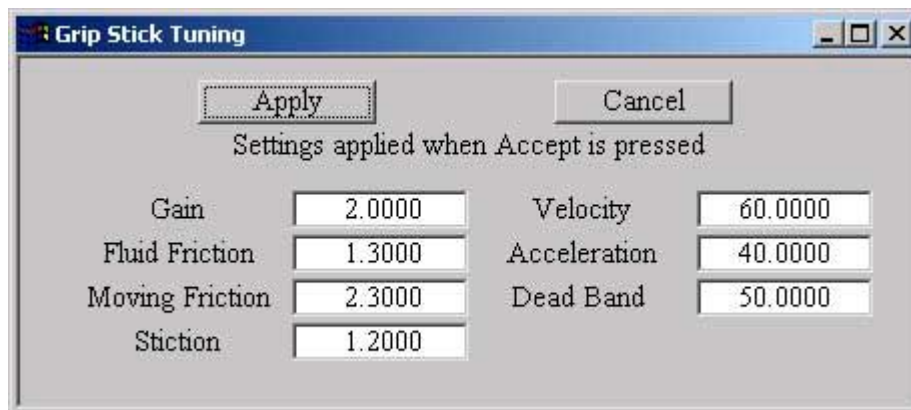 Grip Stick Tuning
Apply Cancel
Settings applied when Accept is pressed
Gain 2.0000 Velocity 60.0000
Fluid Friction 1.3000 Acceleration 40.0000
Moving Friction 2.3000 Dead Band 50.0000
Stiction 1.2000